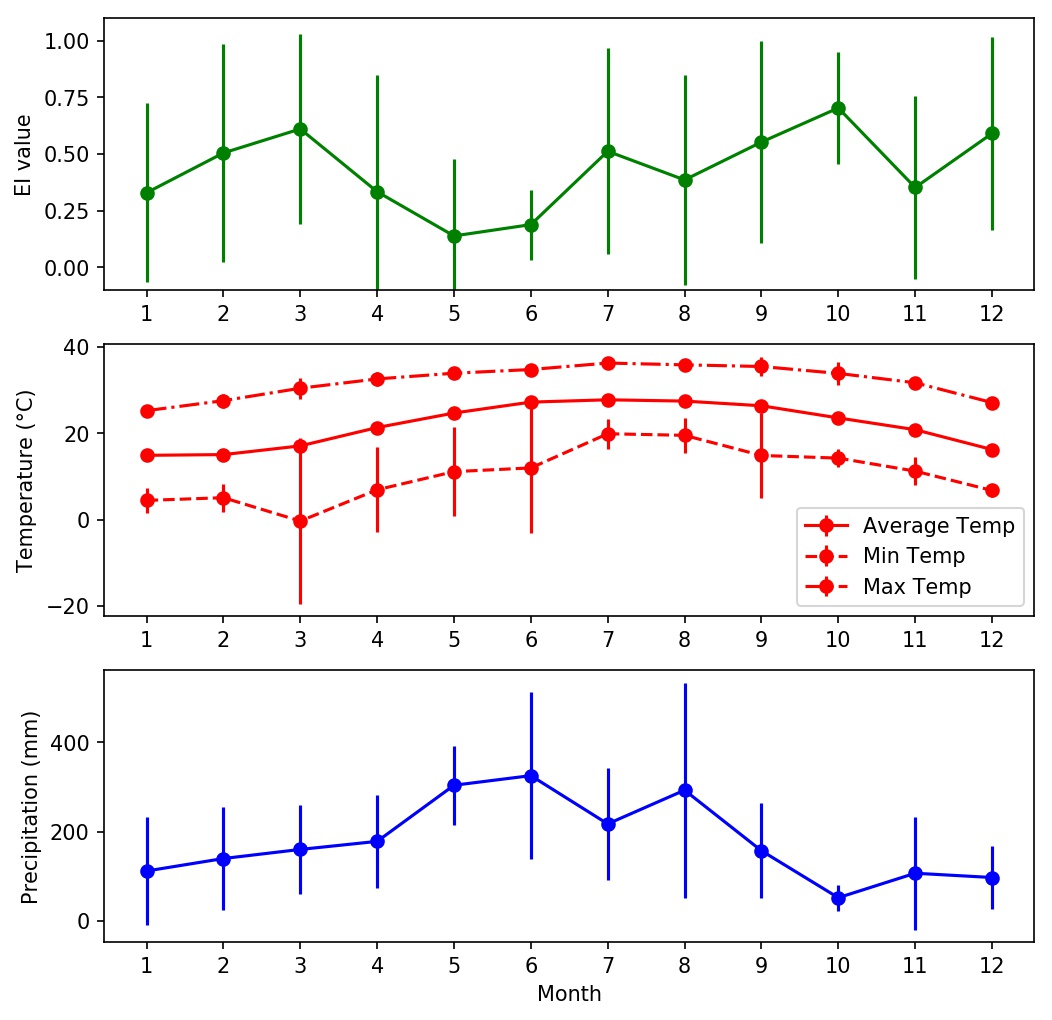 1.00
0.75
0.50
0.25
0.00
EI value
1 2 3 4 5 6 7 8 9 10 11 12
40
20
0
−20
Temperature (°C)
Average Temp
Min Temp
Max Temp
1 2 3 4 5 6 7 8 9 10 11 12
400
200
0
Precipitation (mm)
1 2 3 4 5 6 7 8 9 10 11 12
Month